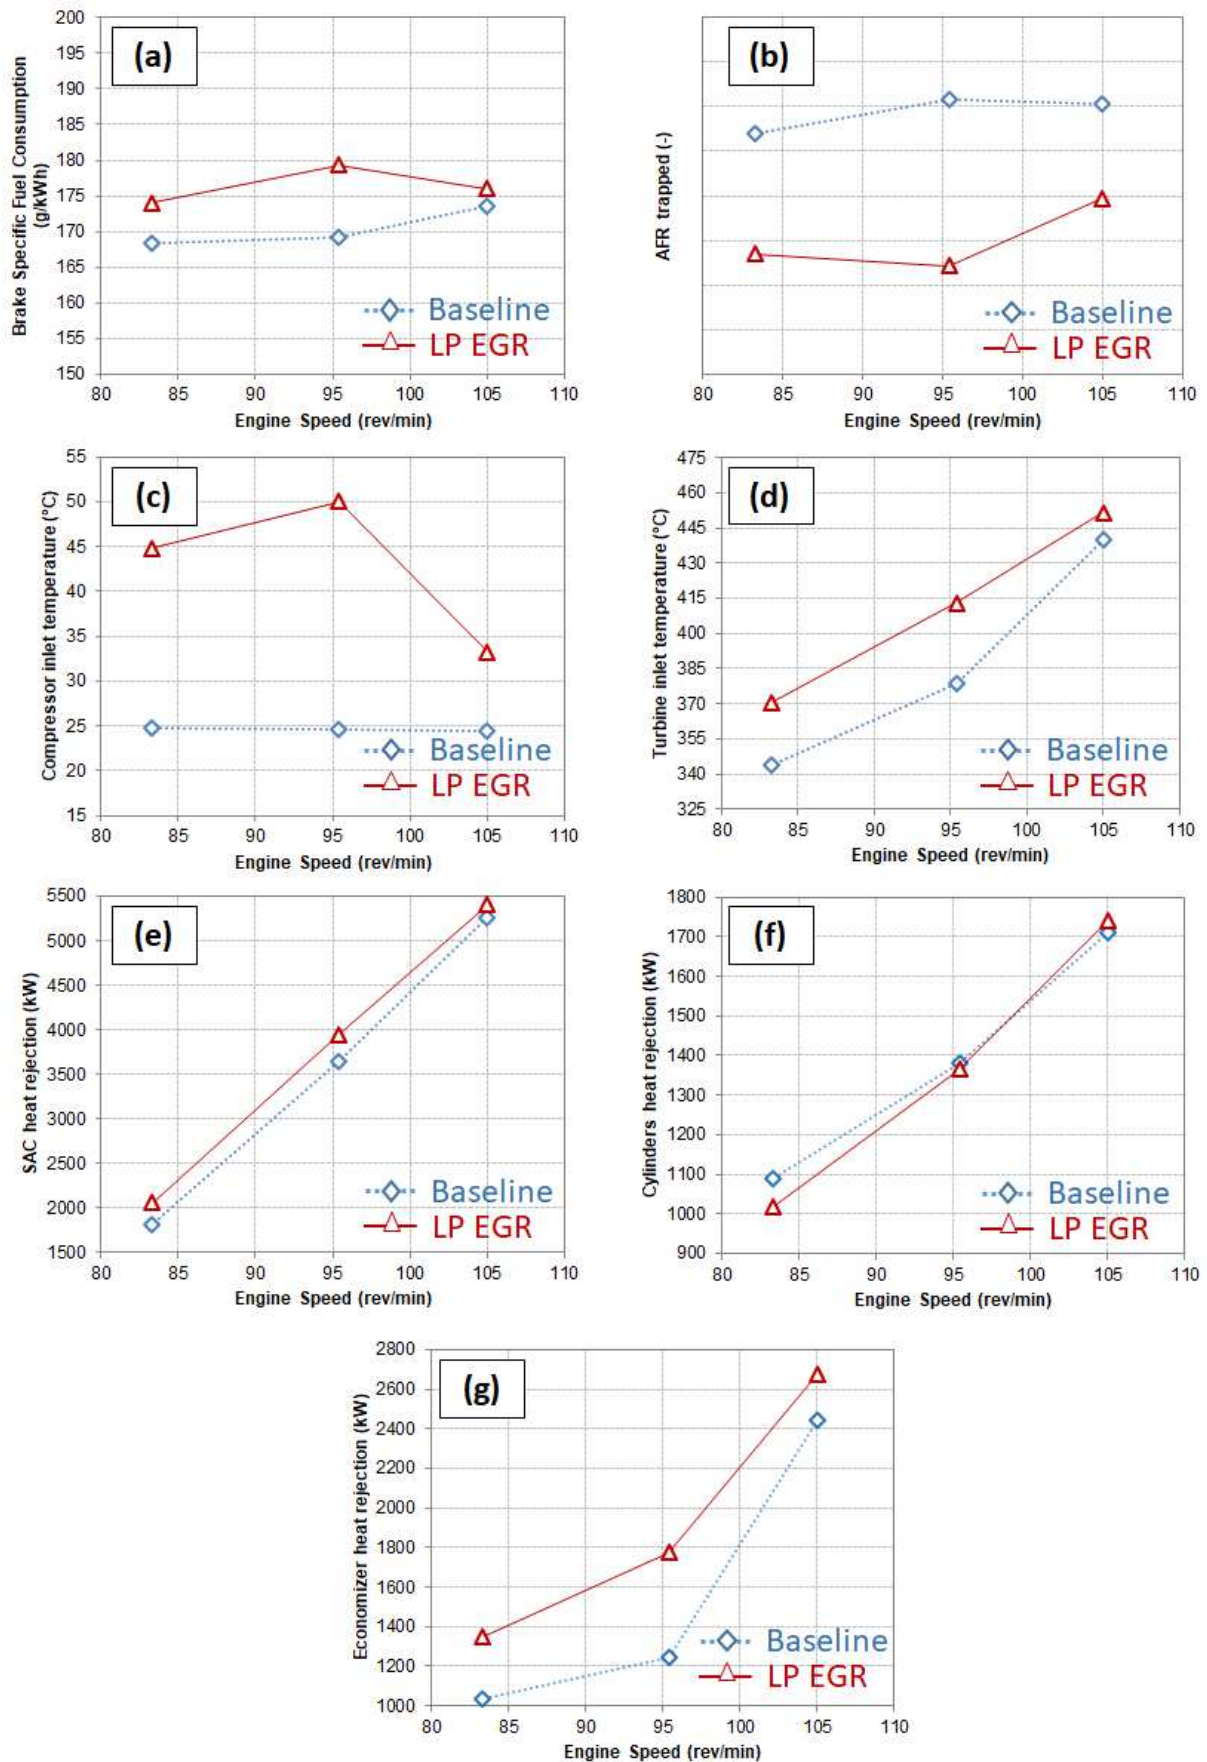 (a)
Brake Specific Fuel Consumption
(g/kWh)
200
195
190
185
180
175
170
165
160
155
150
Baseline
LP EGR
80 85 90 95 100 105 110
Engine Speed (rev/min)
(b)
AFR trapped (-)
Baseline
LP EGR
80 85 90 95 100 105 110
Engine Speed (rev/min)
(c)
Compressor inlet temperature (°C)
55
50
45
40
35
30
25
20
15
Baseline
LP EGR
80 85 90 95 100 105 110
Engine Speed (rev/min)
(d)
Turbine inlet temperature (°C)
475
460
445
430
415
400
385
370
355
340
325
Baseline
LP EGR
80 85 90 95 100 105 110
Engine Speed (rev/min)
(e)
SAC heat rejection (kW)
5500
5000
4500
4000
3500
3000
2500
2000
1500
Baseline
LP EGR
80 85 90 95 100 105 110
Engine Speed (rev/min)
(f)
Cylinders heat rejection (kW)
1800
1700
1600
1500
1400
1300
1200
1100
1000
900
Baseline
LP EGR
80 85 90 95 100 105 110
Engine Speed (rev/min)
(g)
Economizer heat rejection (kW)
2800
2600
2400
2200
2000
1800
1600
1400
1200
1000
Baseline
LP EGR
80 85 90 95 100 105 110
Engine Speed (rev/min)